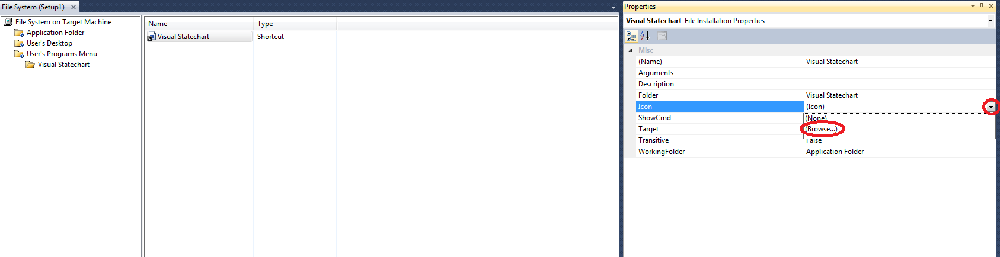 File System (Setup1)
File System on Target Machine
Application Folder
User's Desktop
User's Programs Menu
Visual Statechart
Name Type
Visual Statechart Shortcut
Properties
Visual Statechart File Installation Properties
Misc
(Name) Visual Statechart
Arguments
Description
Folder Visual Statechart
Icon (Icon)
ShowCmd (None)
Target (Browse...)
Transitive False
WorkingFolder Application Folder